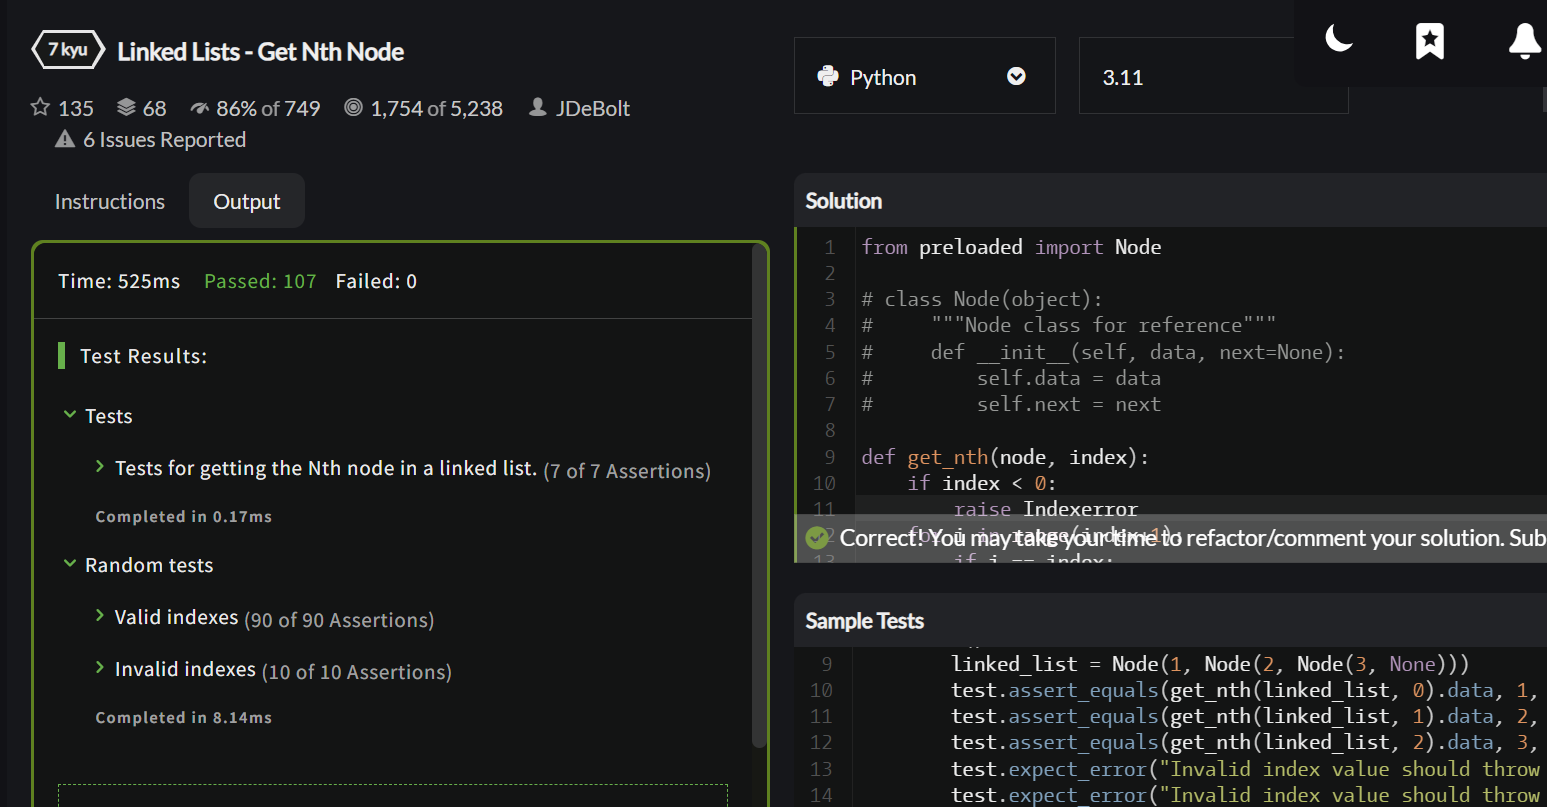 7 kyu Linked Lists - Get Nth Node
135 68 86% of 749 1,754 of 5,238 JDeBolt
6 Issues Reported
Instructions Output
Time: 525ms Passed: 107 Failed: 0
Test Results:
Tests
Tests for getting the Nth node in a linked list. (7 of 7 Assertions)
Completed in 0.17ms
Random tests
Valid indexes (90 of 90 Assertions)
Invalid indexes (10 of 10 Assertions)
Completed in 8.14ms
Python 3.11
Solution
1 from preloaded import Node
2
3 # class Node(object):
4 #     """Node class for reference"""
5 #     def __init__(self, data, next=None):
6 #         self.data = data
7 #         self.next = next
8
9 def get_nth(node, index):
10     if index < 0:
11         raise Indexerror
12     for i in range(index+1):
Correct! You may take your time to refactor/comment your solution. Sub
13         if i == index:
Sample Tests
9 linked_list = Node(1, Node(2, Node(3, None)))
10 test.assert_equals(get_nth(linked_list, 0).data, 1,
11 test.assert_equals(get_nth(linked_list, 1).data, 2,
12 test.assert_equals(get_nth(linked_list, 2).data, 3,
13 test.expect_error("Invalid index value should throw
14 test.expect_error("Invalid index value should throw